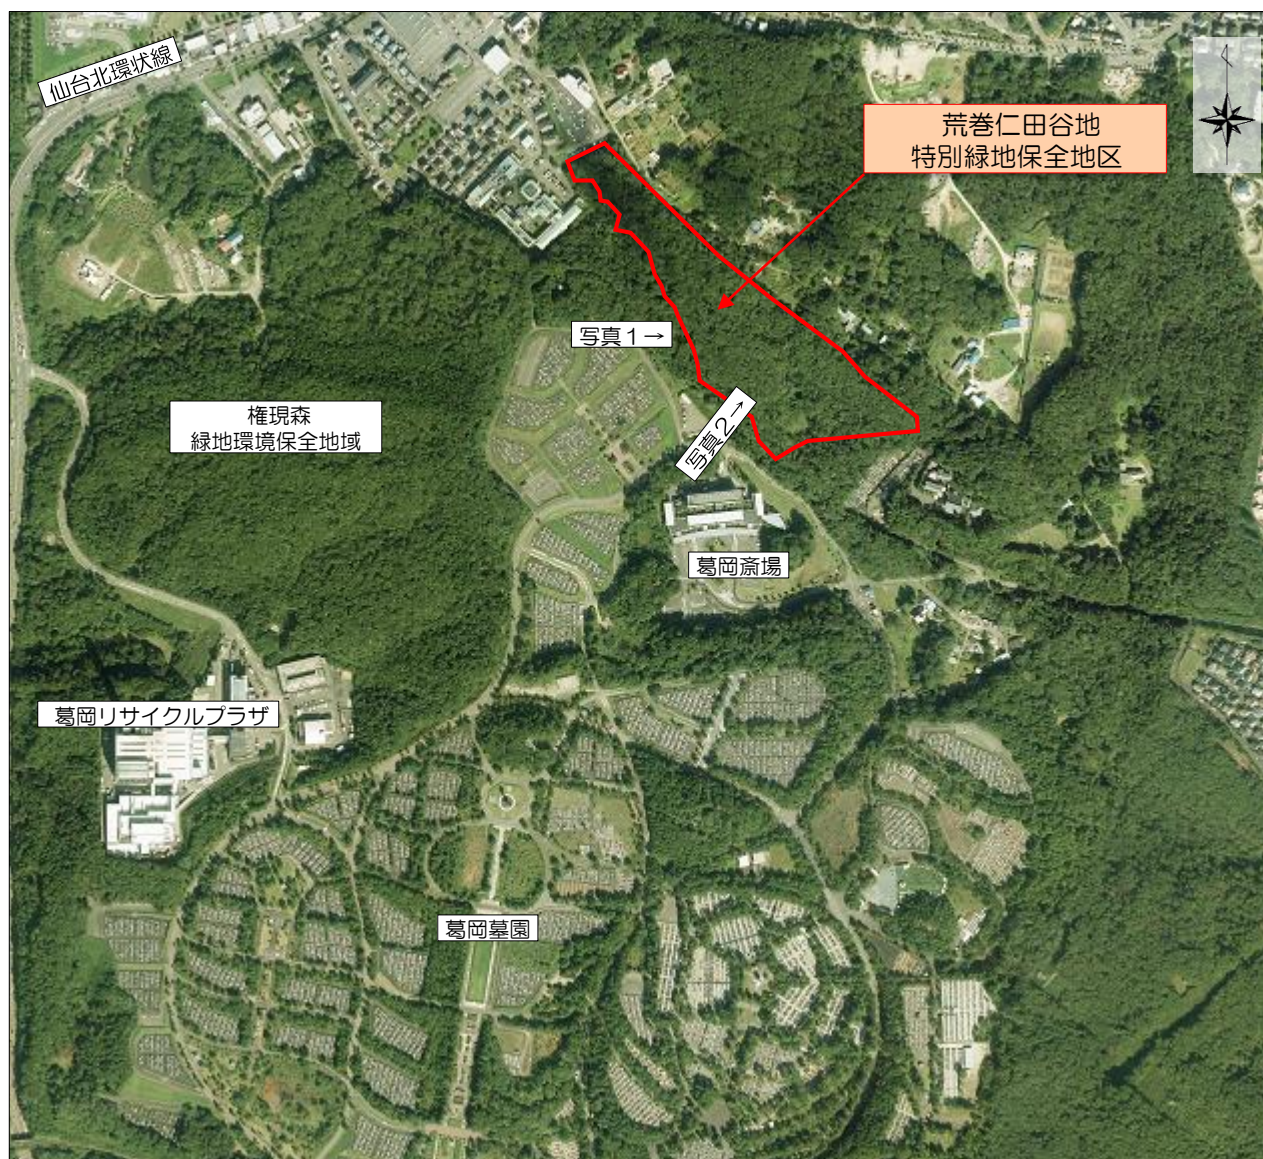 仙台北環状線
荒巻仁田谷地
特別緑地保全地区
写真１→
写真２→
権現森
緑地環境保全地域
葛岡斎場
葛岡リサイクルプラザ
葛岡墓園